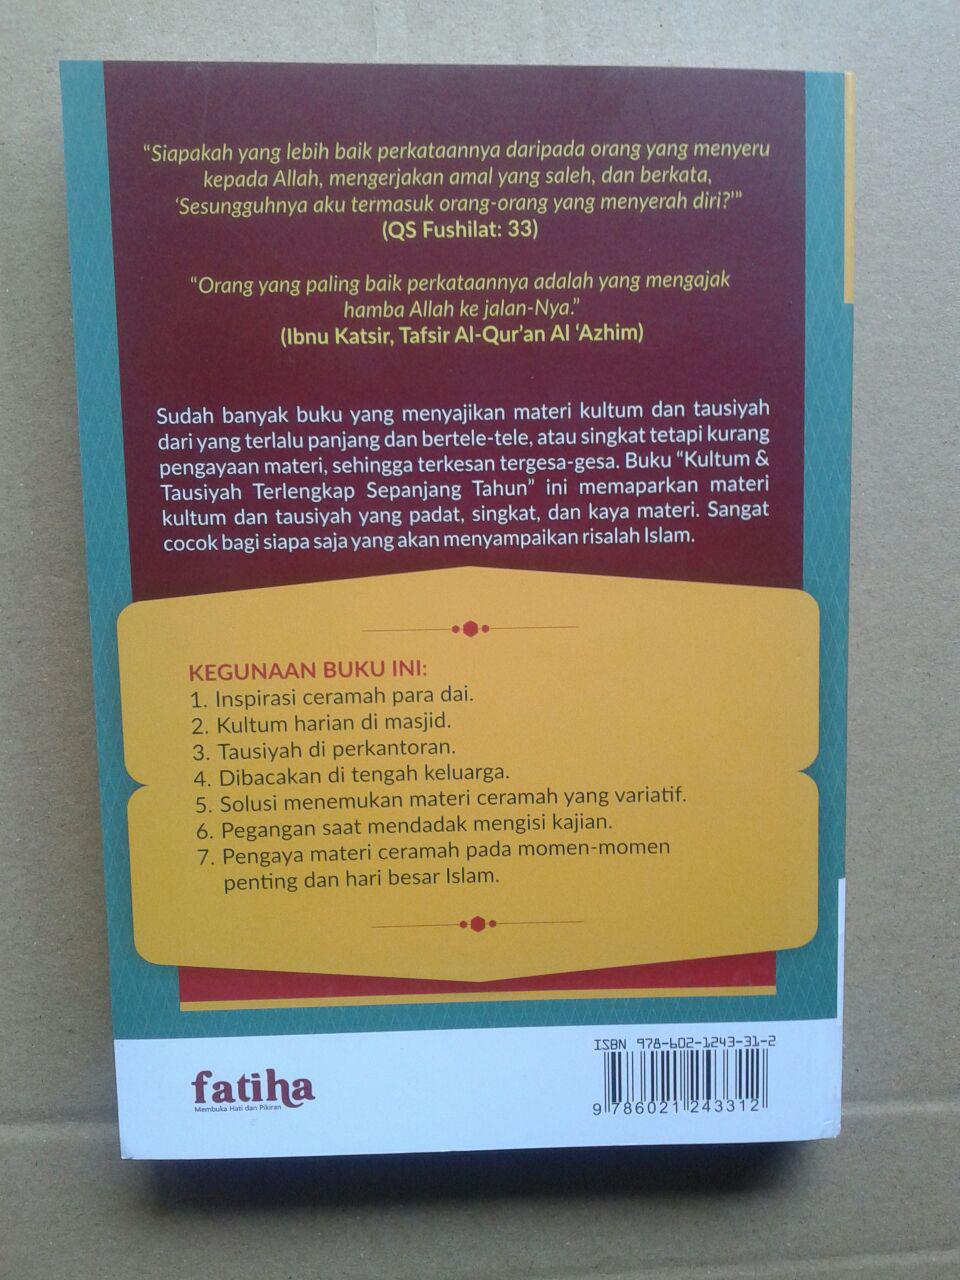 “Siapakah yang lebih baik perkataannya daripada orang yang menyeru
kepada Allah, mengerjakan amal yang saleh, dan berkata,
‘Sesungguhnya aku termasuk orang-orang yang menyerah diri?’”
(QS Fushilat: 33)
“Orang yang paling baik perkataannya adalah yang mengajak
hamba Allah ke jalan-Nya.”
(Ibnu Katsir, Tafsir Al-Qur’an Al ‘Azhim)
Sudah banyak buku yang menyajikan materi kultum dan tausiyah
dari yang terlalu panjang dan bertele-tele, atau singkat tetapi kurang
pengayaan materi, sehingga terkesan tergesa-gesa. Buku “Kultum &
Tausiyah Terlengkap Sepanjang Tahun” ini memaparkan materi
kultum dan tausiyah yang padat, singkat, dan kaya materi. Sangat
cocok bagi siapa saja yang akan menyampaikan risalah Islam.
KEGUNAAN BUKU INI:
1. Inspirasi ceramah para dai.
2. Kultum harian di masjid.
3. Tausiyah di perkantoran.
4. Dibacakan di tengah keluarga.
5. Solusi menemukan materi ceramah yang variatif.
6. Pegangan saat mendadak mengisi kajian.
7. Pengaya materi ceramah pada momen-momen
penting dan hari besar Islam.
fatiha
Membuka Hati dan Pikiran
ISBN 978-602-1243-31-2
9 786021 243312